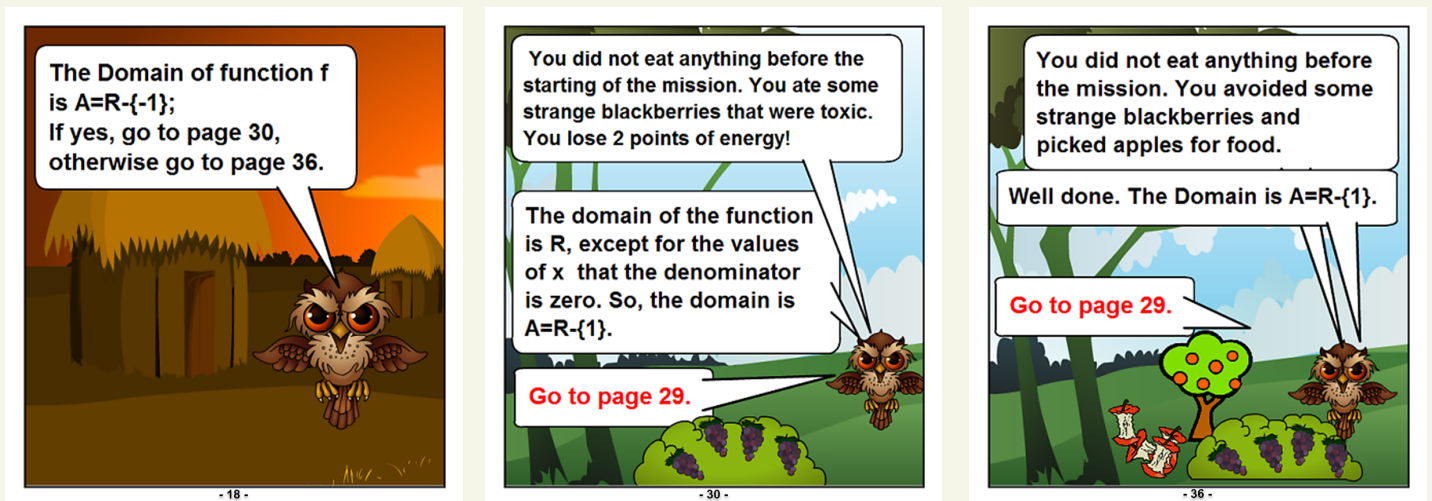 The Domain of function f
is A=R-{-1};
If yes, go to page 30,
otherwise go to page 36.
- 18 -
You did not eat anything before the
starting of the mission. You ate some
strange blackberries that were toxic.
You lose 2 points of energy!
The domain of the function
is R, except for the values
of x that the denominator
is zero. So, the domain is
A=R-{1}.
Go to page 29.
- 30 -
You did not eat anything before
the mission. You avoided some
strange blackberries and
picked apples for food.
Well done. The Domain is A=R-{1}.
Go to page 29.
- 36 -